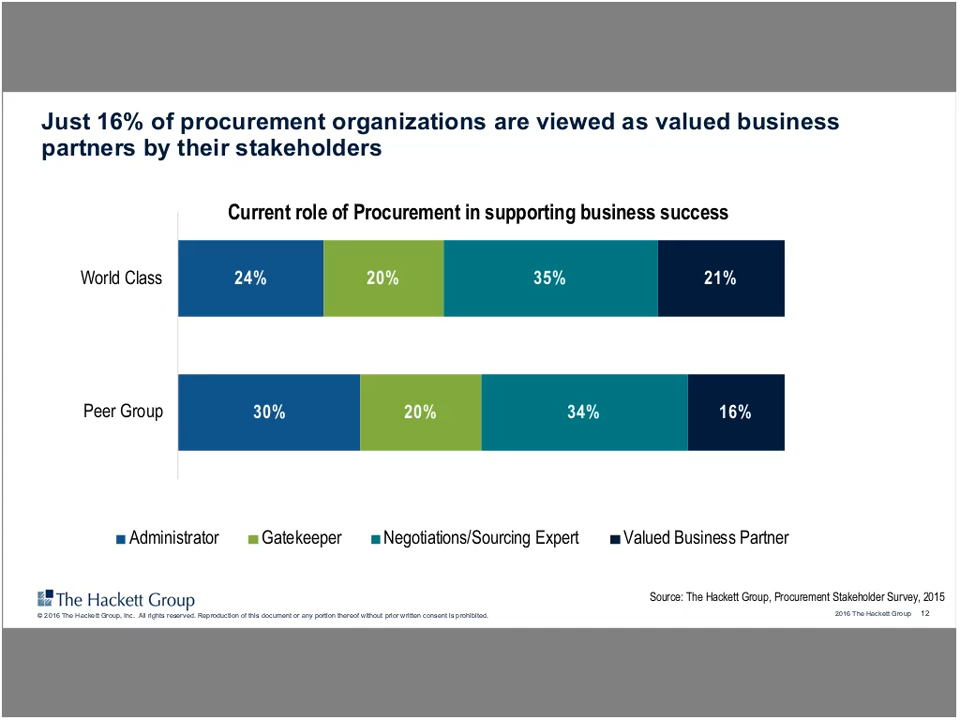 Just 16% of procurement organizations are viewed as valued business
partners by their stakeholders
Current role of Procurement in supporting business success
World Class
24% 20% 35% 21%
Peer Group
30% 20% 34% 16%
Administrator Gatekeeper Negotiations/Sourcing Expert Valued Business Partner
The Hackett Group
Source: The Hackett Group, Procurement Stakeholder Survey, 2015
© 2016 The Hackett Group, Inc. All rights reserved. Reproduction of this document or any portion thereof without prior written consent is prohibited.
2016 The Hackett Group 12